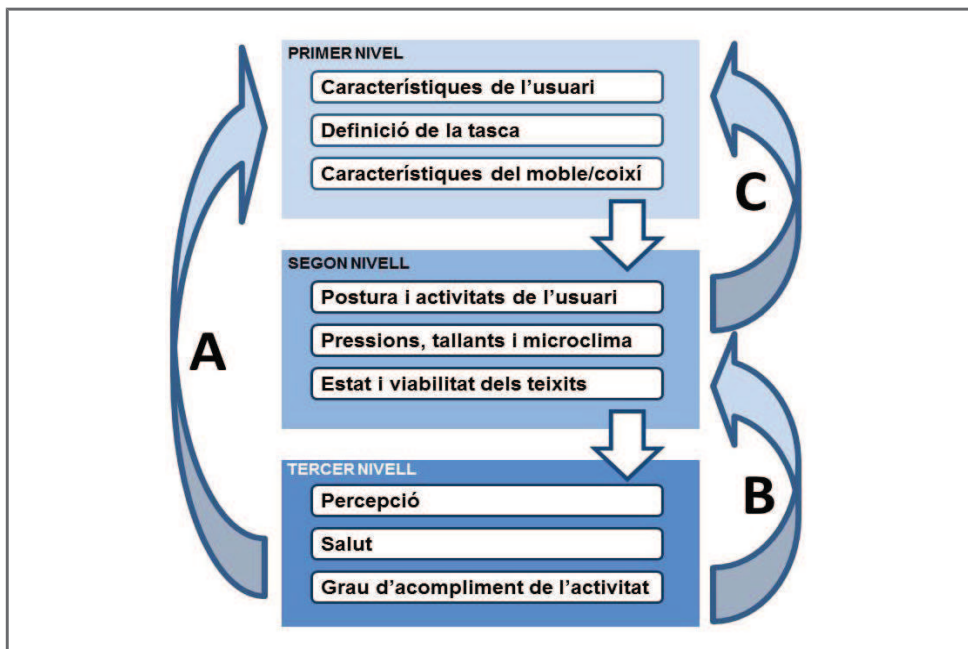 PRIMER NIVEL
Característiques de l’usuari
Definició de la tasca
Característiques del moble/coixí
SEGON NIVELL
Postura i activitats de l’usuari
Pressions, tallants i microclima
Estat i viabilitat dels teixits
TERCER NIVELL
Percepció
Salut
Grau d’acompliment de l’activitat
A
C
B